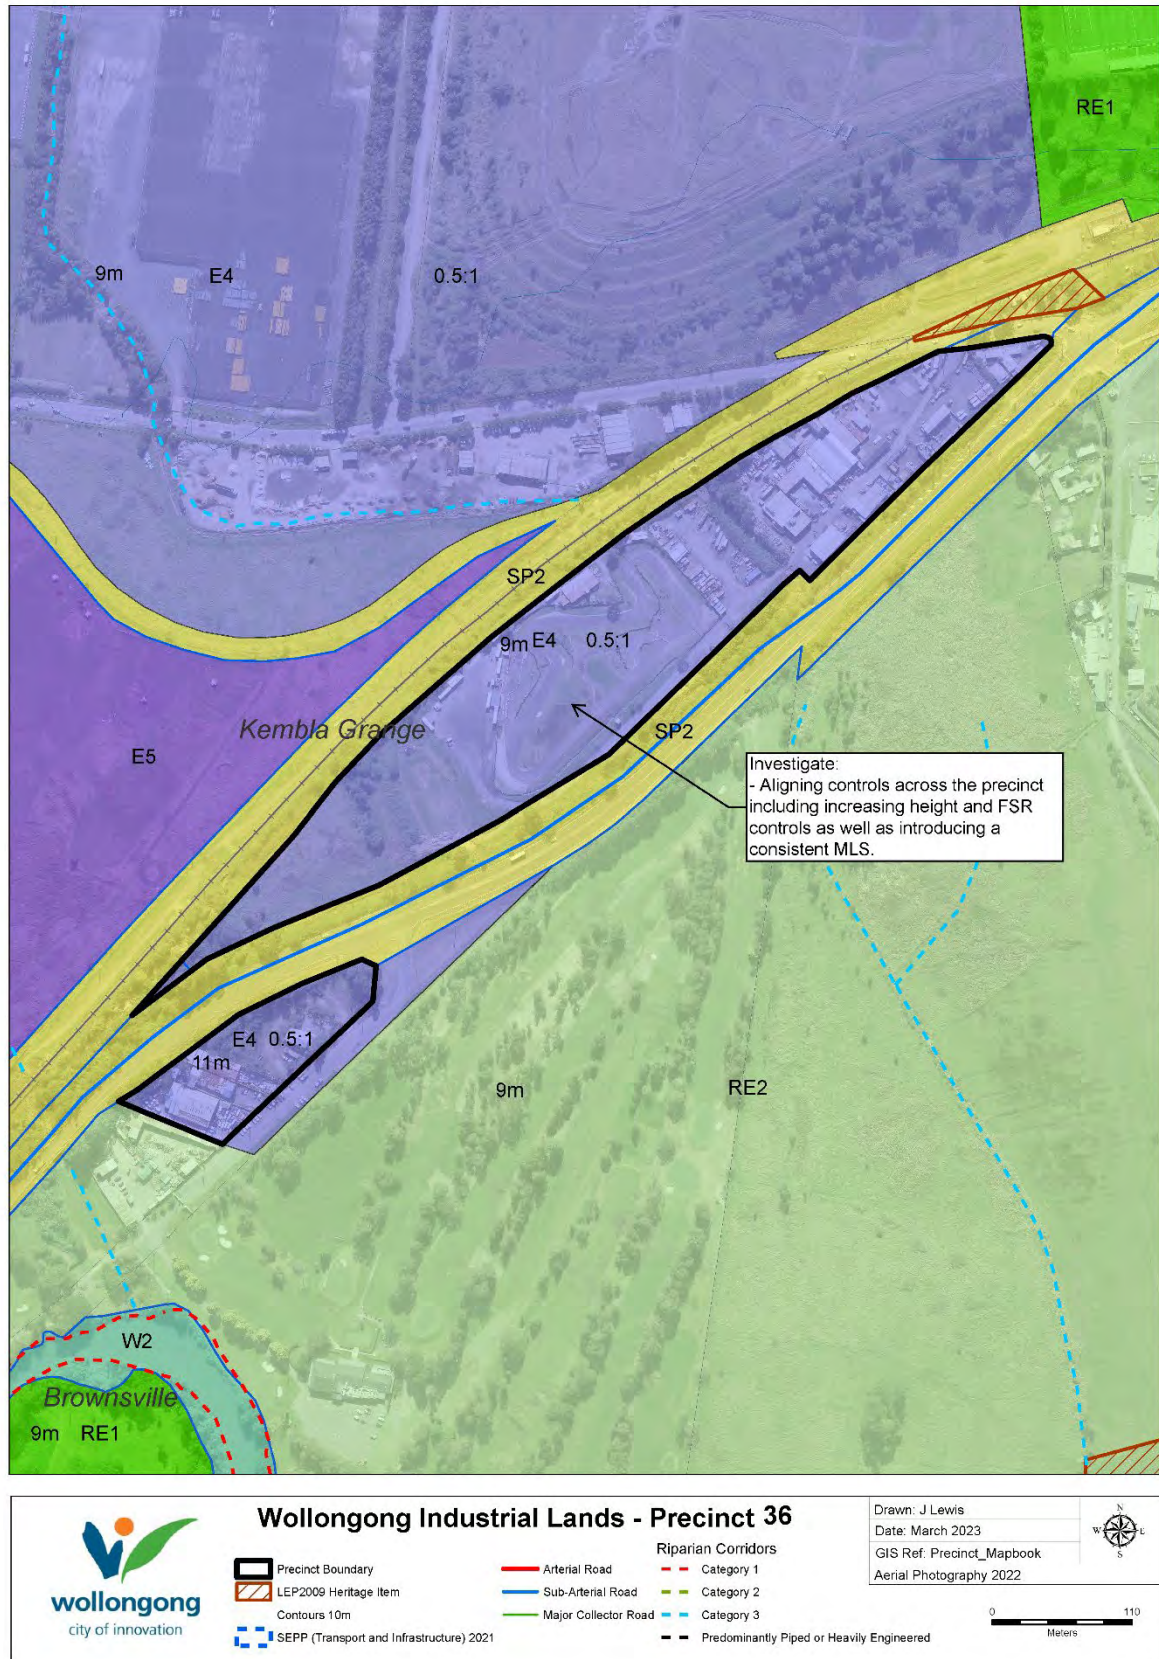 RE1
9m
E4
0.5:1
SP2
9m E4 0.5:1
Kembla Grange
SP2
E5
Investigate:
- Aligning controls across the precinct
including increasing height and FSR
controls as well as introducing a
consistent MLS.
E4 0.5:1
11m
9m
RE2
W2
Brownsville
9m RE1
wollongong
city of innovation
Wollongong Industrial Lands - Precinct 36
Precinct Boundary
LEP2009 Heritage Item
Contours 10m
SEPP (Transport and Infrastructure) 2021
Arterial Road
Sub-Arterial Road
Major Collector Road
Riparian Corridors
Category 1
Category 2
Category 3
Predominantly Piped or Heavily Engineered
Drawn: J Lewis
Date: March 2023
GIS Ref: Precinct_Mapbook
Aerial Photography 2022
N
W E
S
0 110
Meters